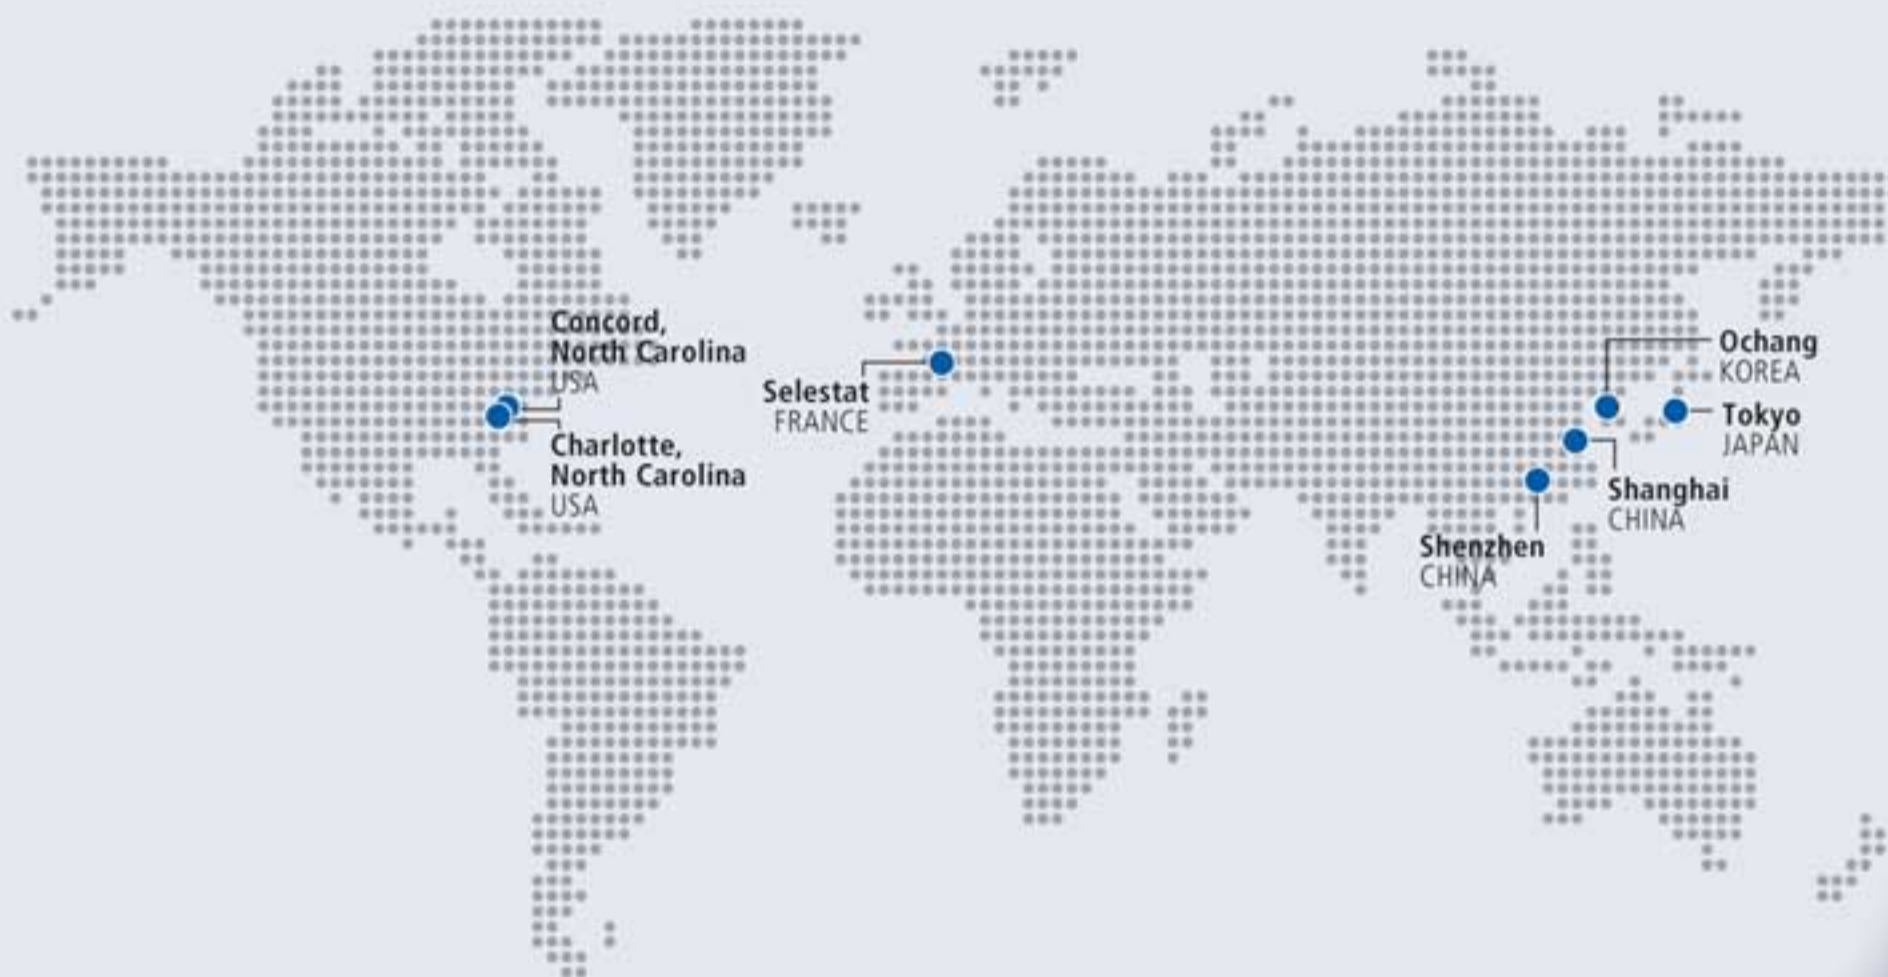 Concord,
North Carolina
USA
Charlotte,
North Carolina
USA
Selestat
FRANCE
Ochang
KOREA
Tokyo
JAPAN
Shanghai
CHINA
Shenzhen
CHINA